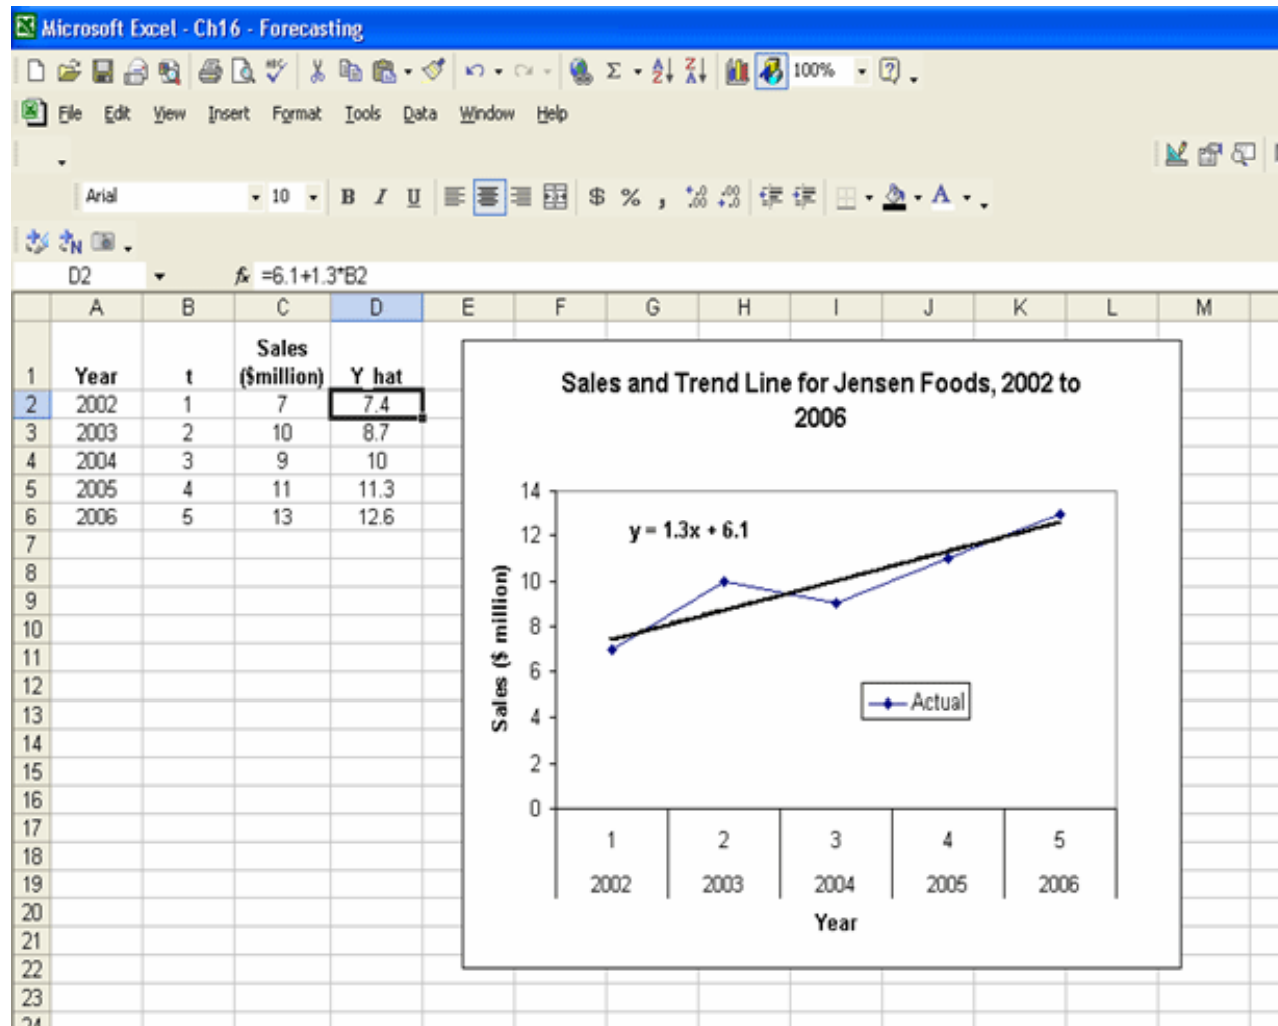 Microsoft Excel - Ch16 - Forecasting
100%
File Edit View Insert Format Tools Data Window Help
Arial 10 B I U $ % ,
D2 fx =6.1+1.3*B2
A B C D E F G H I J K L M
Sales
1 Year t ($million) Y_hat
2 2002 1 7 7.4
3 2003 2 10 8.7
4 2004 3 9 10
5 2005 4 11 11.3
6 2006 5 13 12.6
7
8
9
10
11
12
13
14
15
16
17
18
19
20
21
22
23
24
Sales and Trend Line for Jensen Foods, 2002 to
2006
14
12
10
8
6
4
2
0
y = 1.3x + 6.1
Sales ($ million)
Actual
1 2 3 4 5
2002 2003 2004 2005 2006
Year